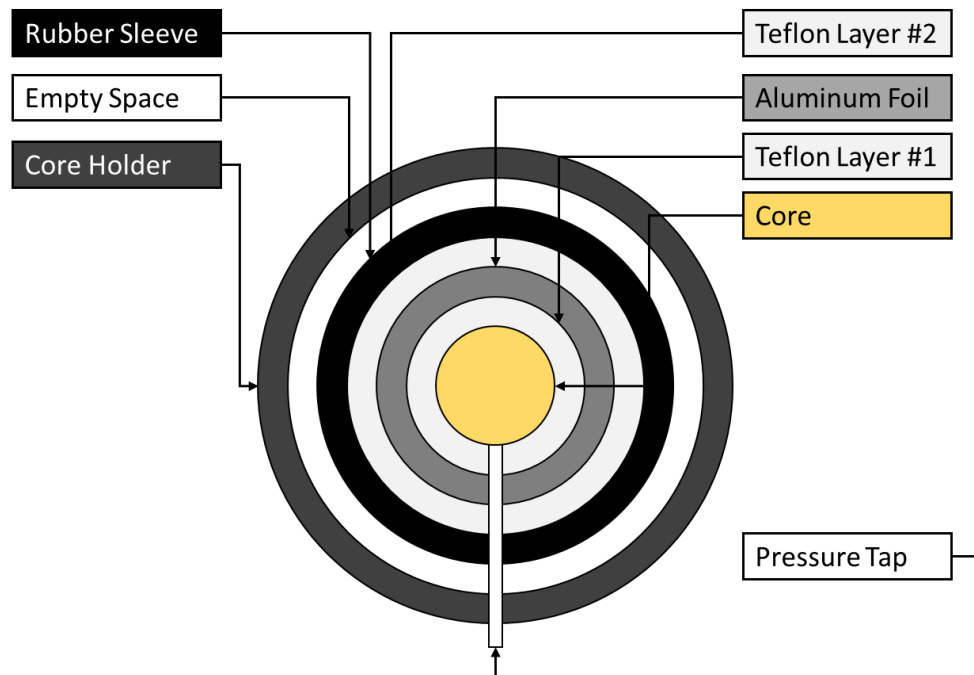 Rubber Sleeve
Empty Space
Core Holder
Teflon Layer #2
Aluminum Foil
Teflon Layer #1
Core
Pressure Tap